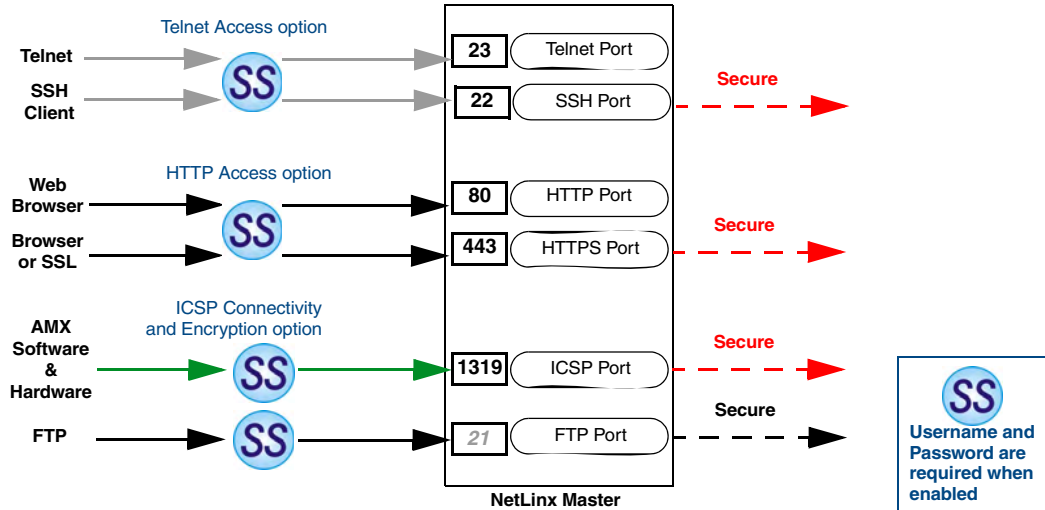 Telnet Access option
Telnet
SS
23
Telnet Port
SSH
Client
22
SSH Port
Secure
HTTP Access option
Web
Browser
SS
80
HTTP Port
Browser
or SSL
443
HTTPS Port
Secure
ICSP Connectivity
and Encryption option
AMX
Software
&
Hardware
SS
1319
ICSP Port
Secure
FTP
SS
21
FTP Port
Secure
NetLinx Master
SS
Username and
Password are
required when
enabled